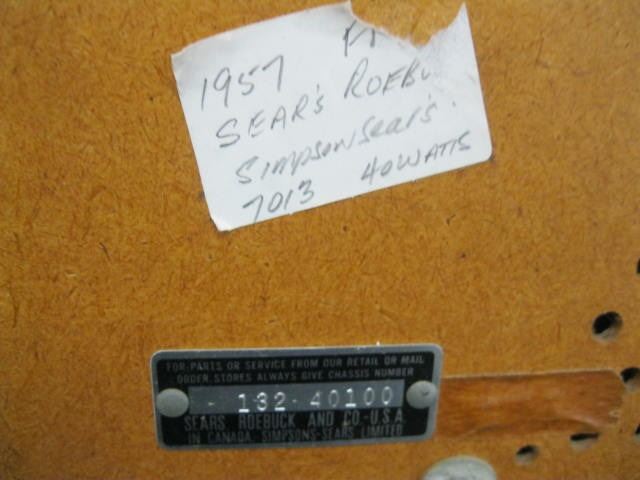 1957
SEAR'S ROEBU
SimpsonSear's.
7013 40WATTS
FOR PARTS OR SERVICE FROM OUR RETAIL OR MAIL
ORDER STORES ALWAYS GIVE CHASSIS NUMBER
132.40100
SEARS, ROEBUCK AND CO.-U.S.A.
IN CANADA, SIMPSONS-SEARS LIMITED